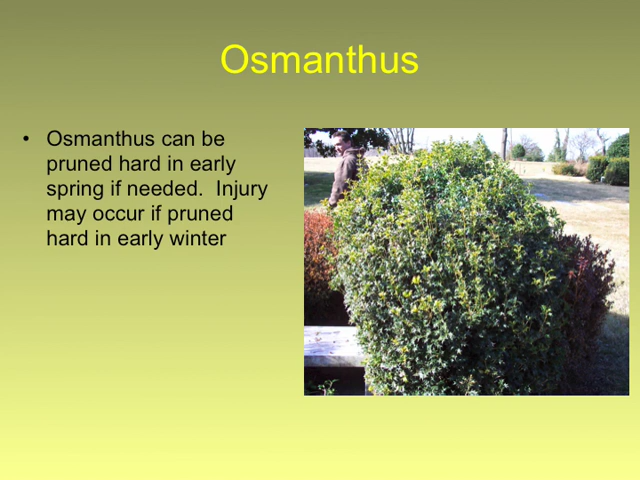 Osmanthus
• Osmanthus can be
pruned hard in early
spring if needed.  Injury
may occur if pruned
hard in early winter